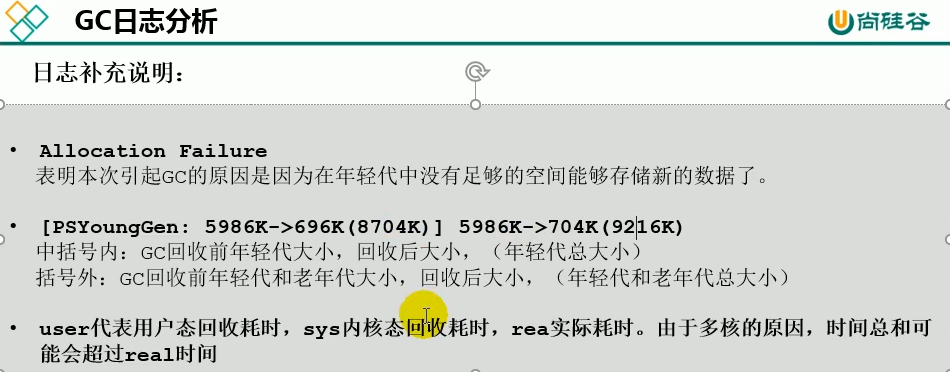 GC日志分析
尚硅谷
日志补充说明：
• Allocation Failure
表明本次引起GC的原因是因为在年轻代中没有足够的空间能够存储新的数据了。
• [PSYoungGen: 5986K->696K(8704K)] 5986K->704K(9216K)
中括号内：GC回收前年轻代大小，回收后大小，（年轻代总大小）
括号外：GC回收前年轻代和老年代大小，回收后大小，（年轻代和老年代总大小）
• user代表用户态回收耗时，sys内核态回收耗时，rea实际耗时。由于多核的原因，时间总和可
能会超过real时间